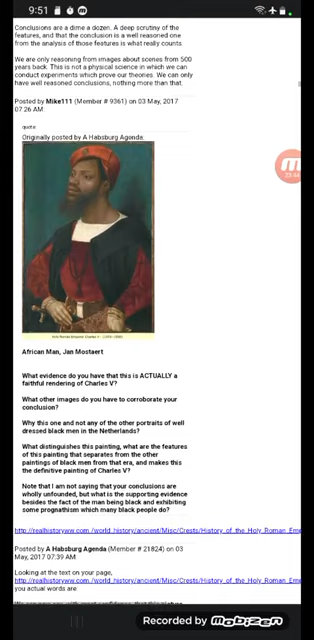 9:51
Conclusions are a dime a dozen. A deep scrutiny of the
features, and that the conclusion is a well reasoned one
from the analysis of those features is what really counts.
We are only reasoning from images about scenes from 500
years back. This is not a physical science in which we can
conduct experiments which prove our theories. We can only
have well reasoned conclusions, nothing more than that.
Posted by Mike111 (Member # 9361) on 03 May, 2017
07:26 AM:
quote:
Originally posted by A Habsburg Agenda:
African Man, Jan Mostaert
What evidence do you have that this is ACTUALLY a
faithful rendering of Charles V?
What other images do you have to corroborate your
conclusion?
Why this one and not any of the other portraits of well
dressed black men in the Netherlands?
What distinguishes this painting, what are the features
of this painting that separates from the other
paintings of black men from that era, and makes this
the definitive painting of Charles V?
Note that I am not saying that your conclusions are
wholly unfounded, but what is the supporting evidence
besides the fact of the man being black and exhibiting
some prognathism which many black people do?
http://realhistoryww.com/world_history/ancient/Misc/Crests/History_of_the_Holy_Roman_Emp
Posted by A Habsburg Agenda (Member # 21824) on 03
May, 2017 07:39 AM:
Looking at the text on your page,
http://realhistoryww.com/world_history/ancient/Misc/Crests/History_of_the_Holy_Roman_Emp
you actual words are:
Recorded by mobizen